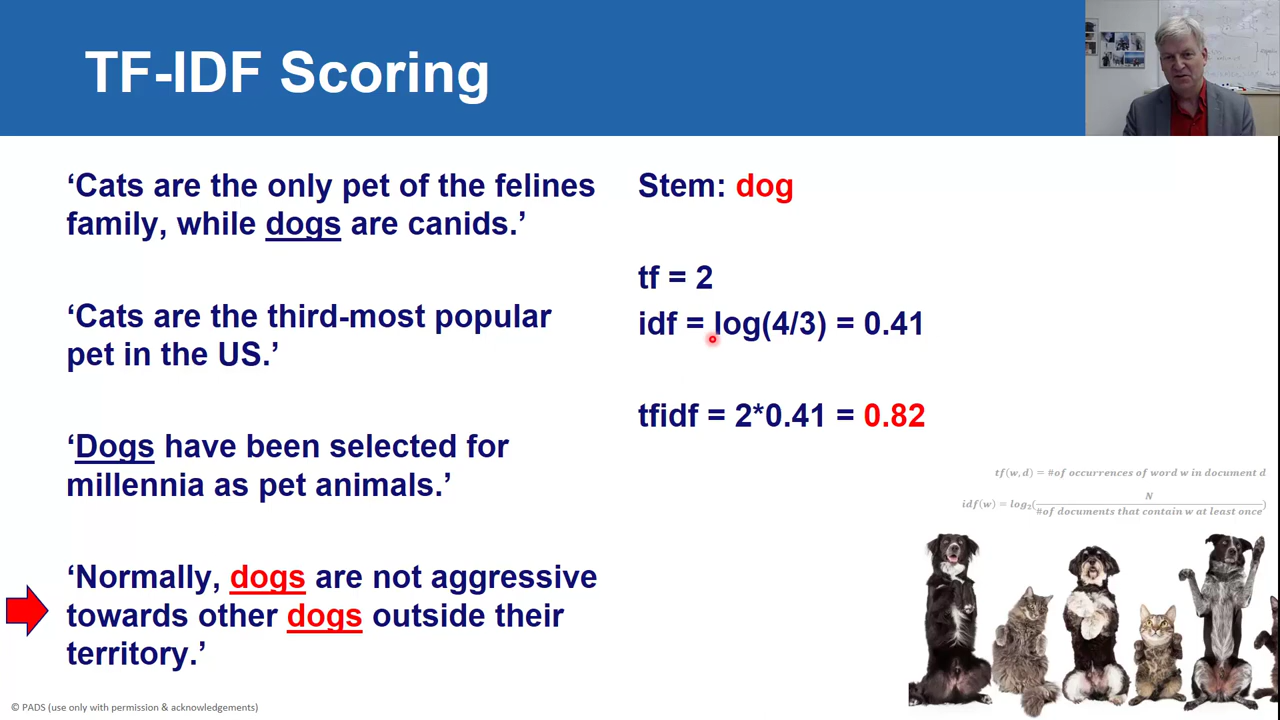 TF-IDF Scoring
‘Cats are the only pet of the felines
family, while dogs are canids.’
‘Cats are the third-most popular
pet in the US.’
‘Dogs have been selected for
millennia as pet animals.’
‘Normally, dogs are not aggressive
towards other dogs outside their
territory.’
Stem: dog
tf = 2
idf = log(4/3) = 0.41
tfidf = 2*0.41 = 0.82
tf(w,d) = #of occurrences of word w in document d
idf(w) = log₂(N
#of documents that contain w at least once)
© PADS (use only with permission & acknowledgements)